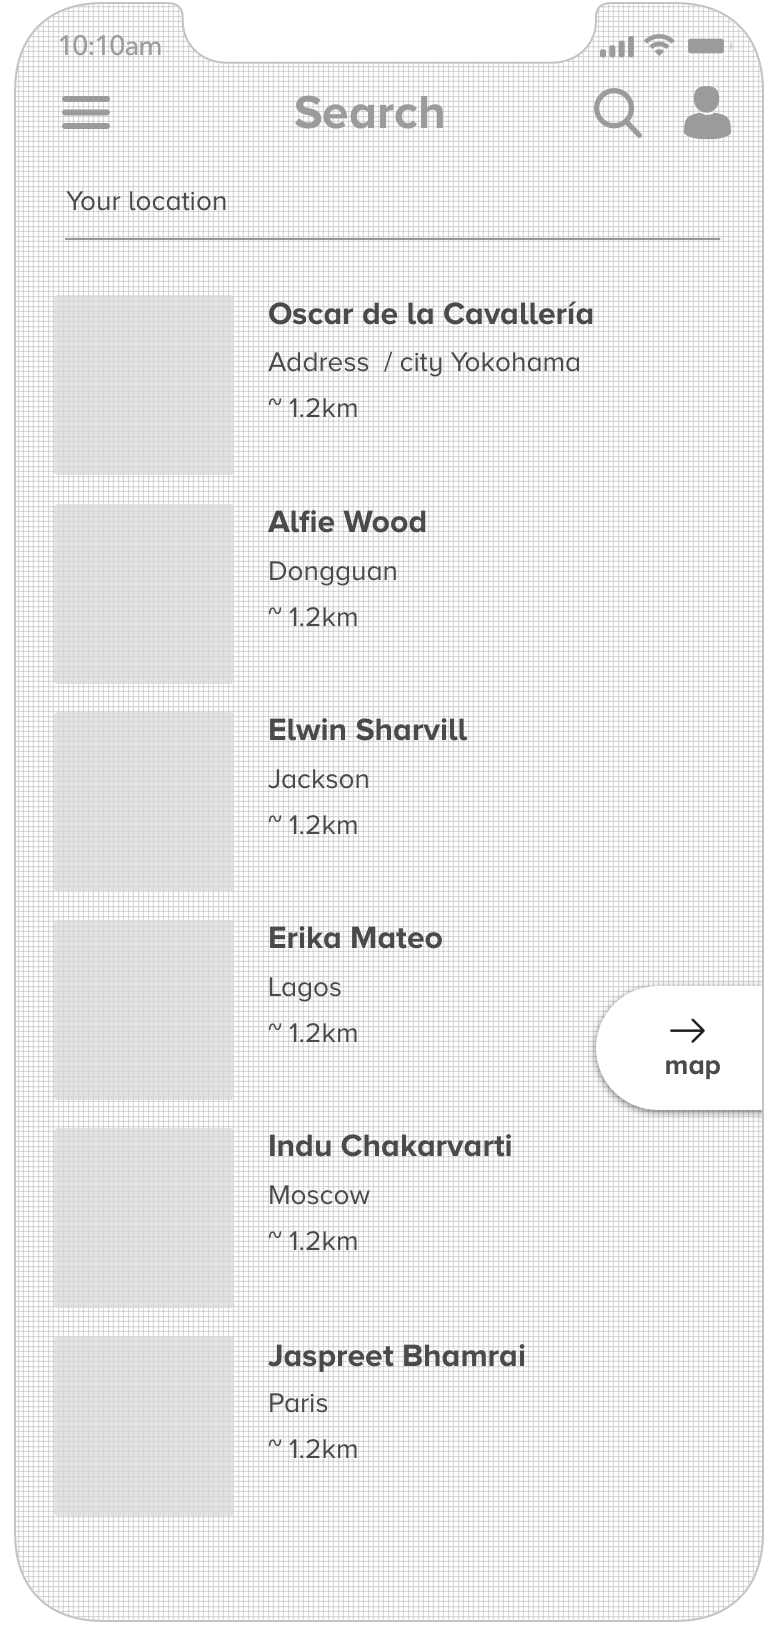 10:10am
Search
Your location
Oscar de la Cavallería
Address / city Yokohama
~ 1.2km
Alfie Wood
Dongguan
~ 1.2km
Elwin Sharvill
Jackson
~ 1.2km
Erika Mateo
Lagos
~ 1.2km
→
map
Indu Chakarvarti
Moscow
~ 1.2km
Jaspreet Bhamrai
Paris
~ 1.2km